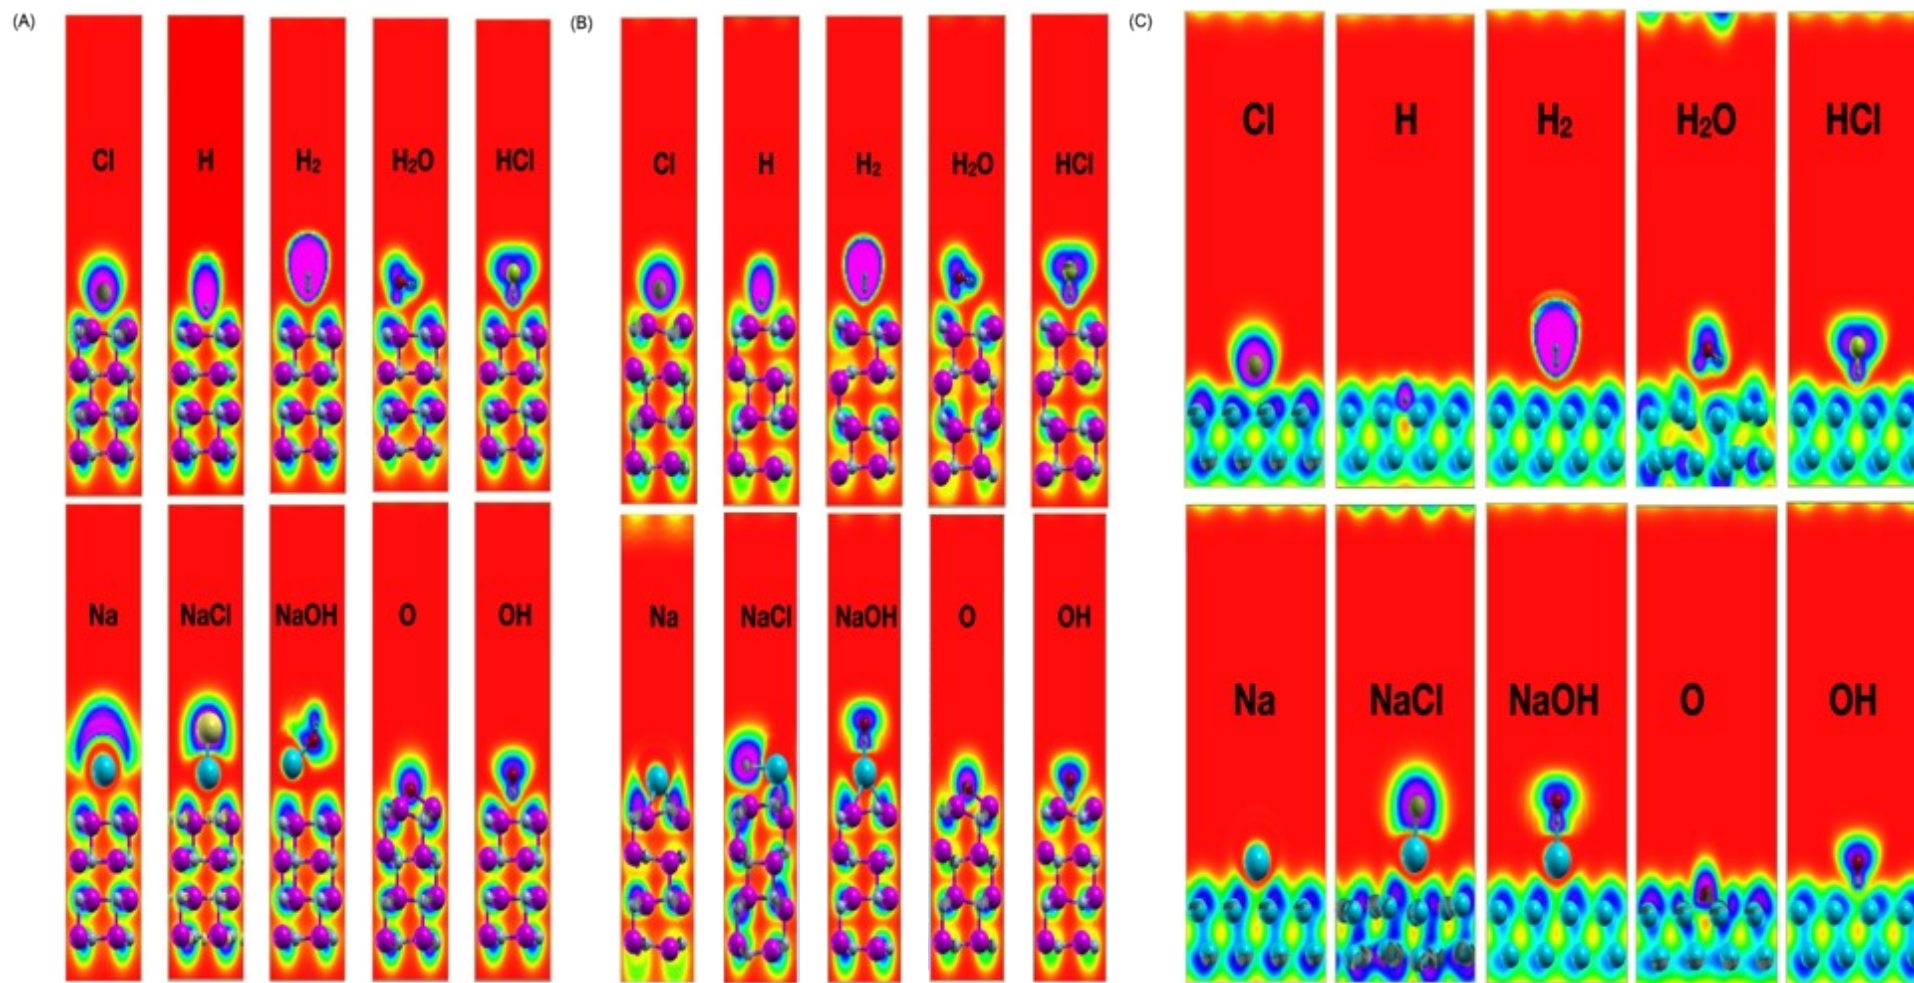 (A)
Cl H H₂ H₂O HCl
Na NaCl NaOH O OH
(B)
Cl H H₂ H₂O HCl
Na NaCl NaOH O OH
(C)
Cl H H₂ H₂O HCl
Na NaCl NaOH O OH